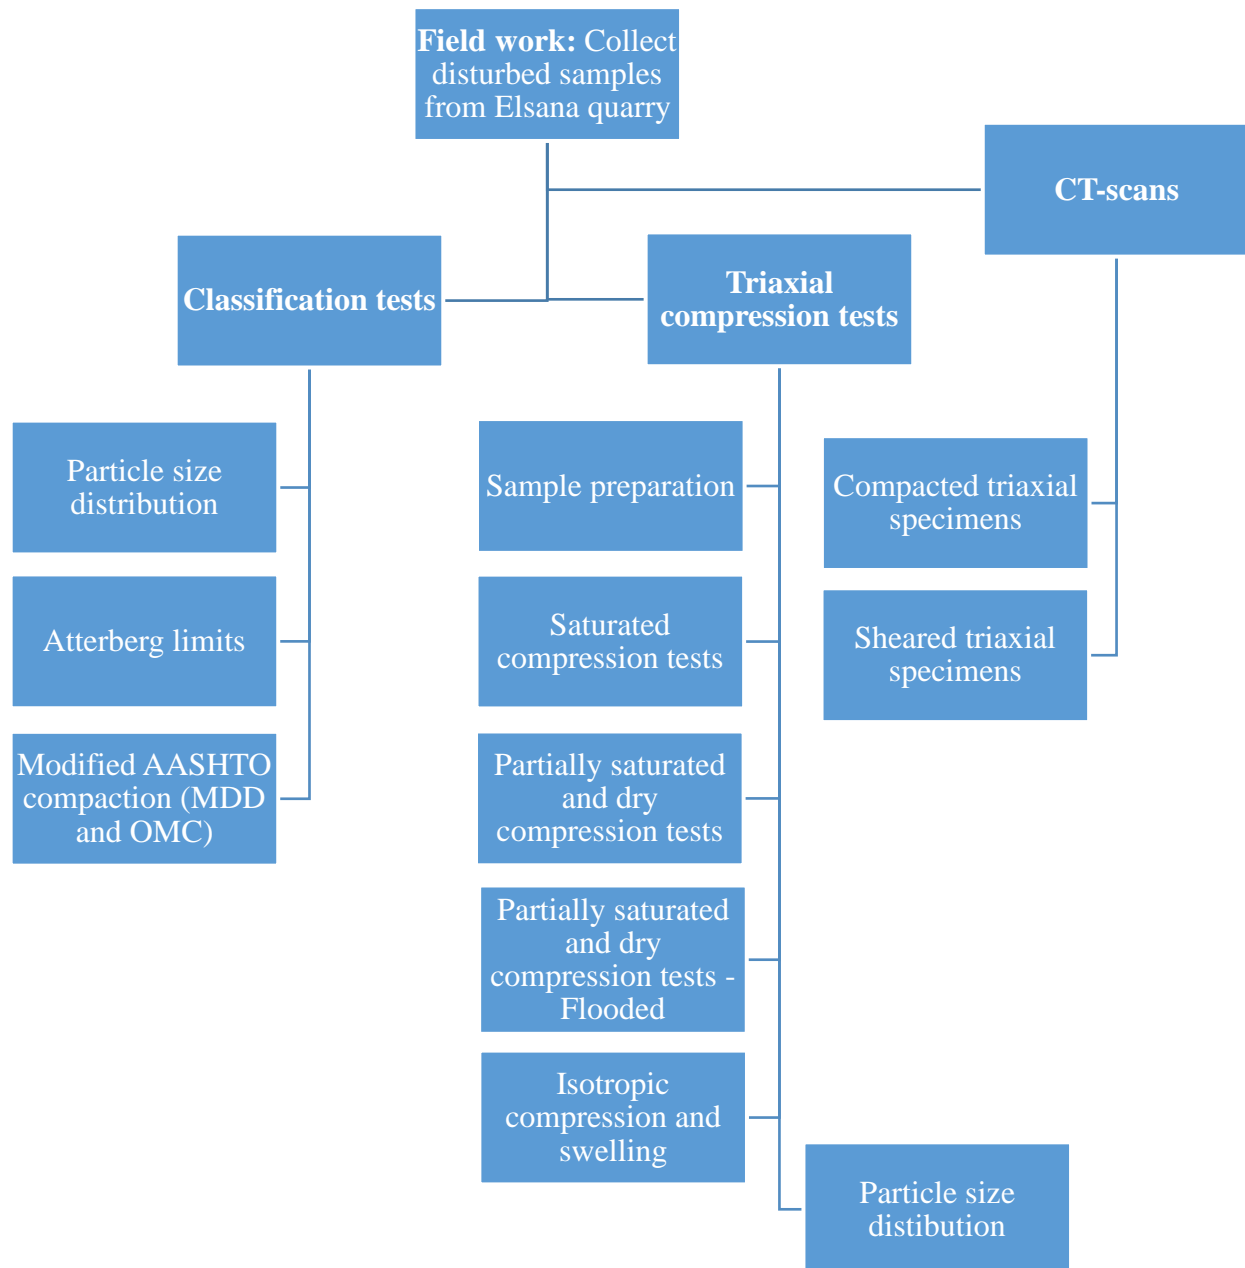 Field work: Collect
disturbed samples
from Elsana quarry
CT-scans
Classification tests
Triaxial
compression tests
Particle size
distribution
Atterberg limits
Modified AASHTO
compaction (MDD
and OMC)
Sample preparation
Saturated
compression tests
Partially saturated
and dry
compression tests
Partially saturated
and dry
compression tests -
Flooded
Isotropic
compression and
swelling
Particle size
distibution
Compacted triaxial
specimens
Sheared triaxial
specimens